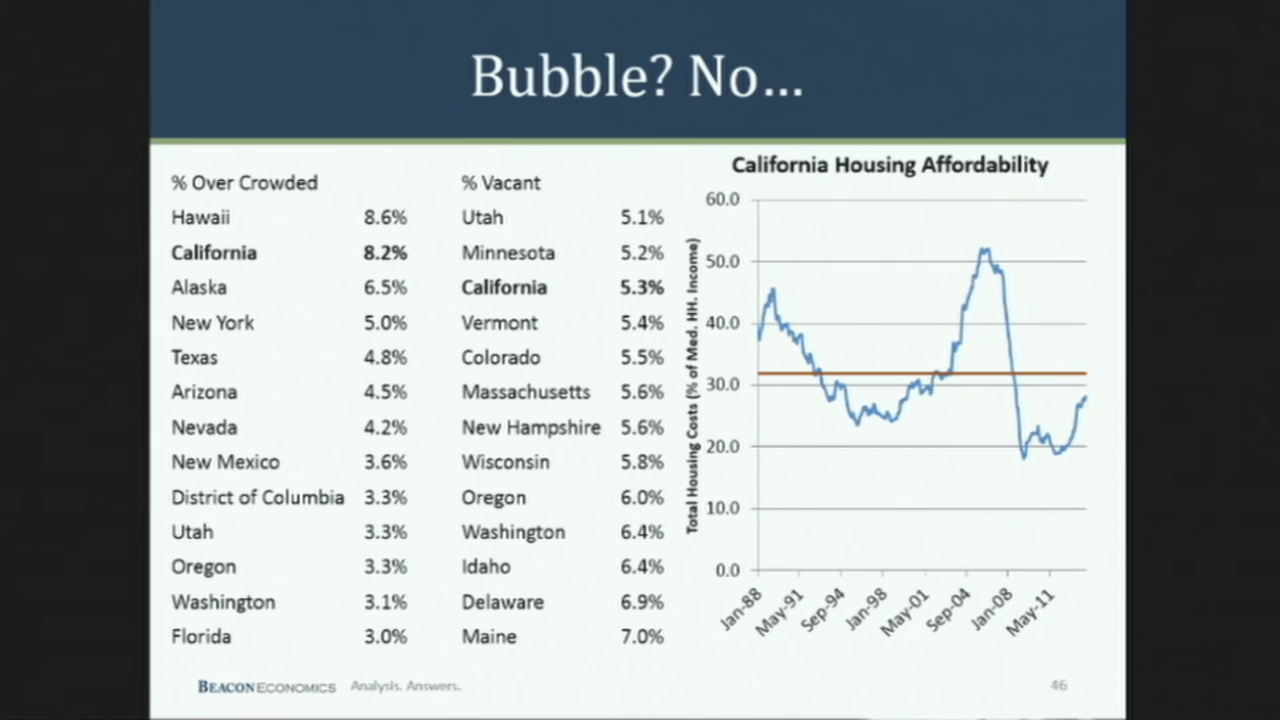 Bubble? No...
% Over Crowded
Hawaii 8.6%
California 8.2%
Alaska 6.5%
New York 5.0%
Texas 4.8%
Arizona 4.5%
Nevada 4.2%
New Mexico 3.6%
District of Columbia 3.3%
Utah 3.3%
Oregon 3.3%
Washington 3.1%
Florida 3.0%
% Vacant
Utah 5.1%
Minnesota 5.2%
California 5.3%
Vermont 5.4%
Colorado 5.5%
Massachusetts 5.6%
New Hampshire 5.6%
Wisconsin 5.8%
Oregon 6.0%
Washington 6.4%
Idaho 6.4%
Delaware 6.9%
Maine 7.0%
California Housing Affordability
Total Housing Costs (% of Med. HH. Income)
60.0
50.0
40.0
30.0
20.0
10.0
0.0
Jan-88
May-91
Sep-94
Jan-98
May-01
Sep-04
Jan-08
May-11
BEACON ECONOMICS Analysis. Answers.
46